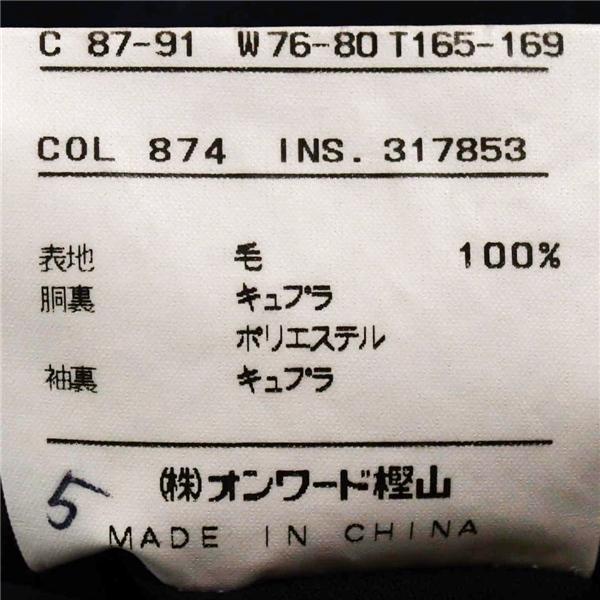 C 87-91 W76-80 T165-169
COL 874 INS. 317853
表地 毛 100%
胴裏 キュプラ
ポリエステル
袖裏 キュプラ
㈱オンワード樫山
5
MADE IN CHINA